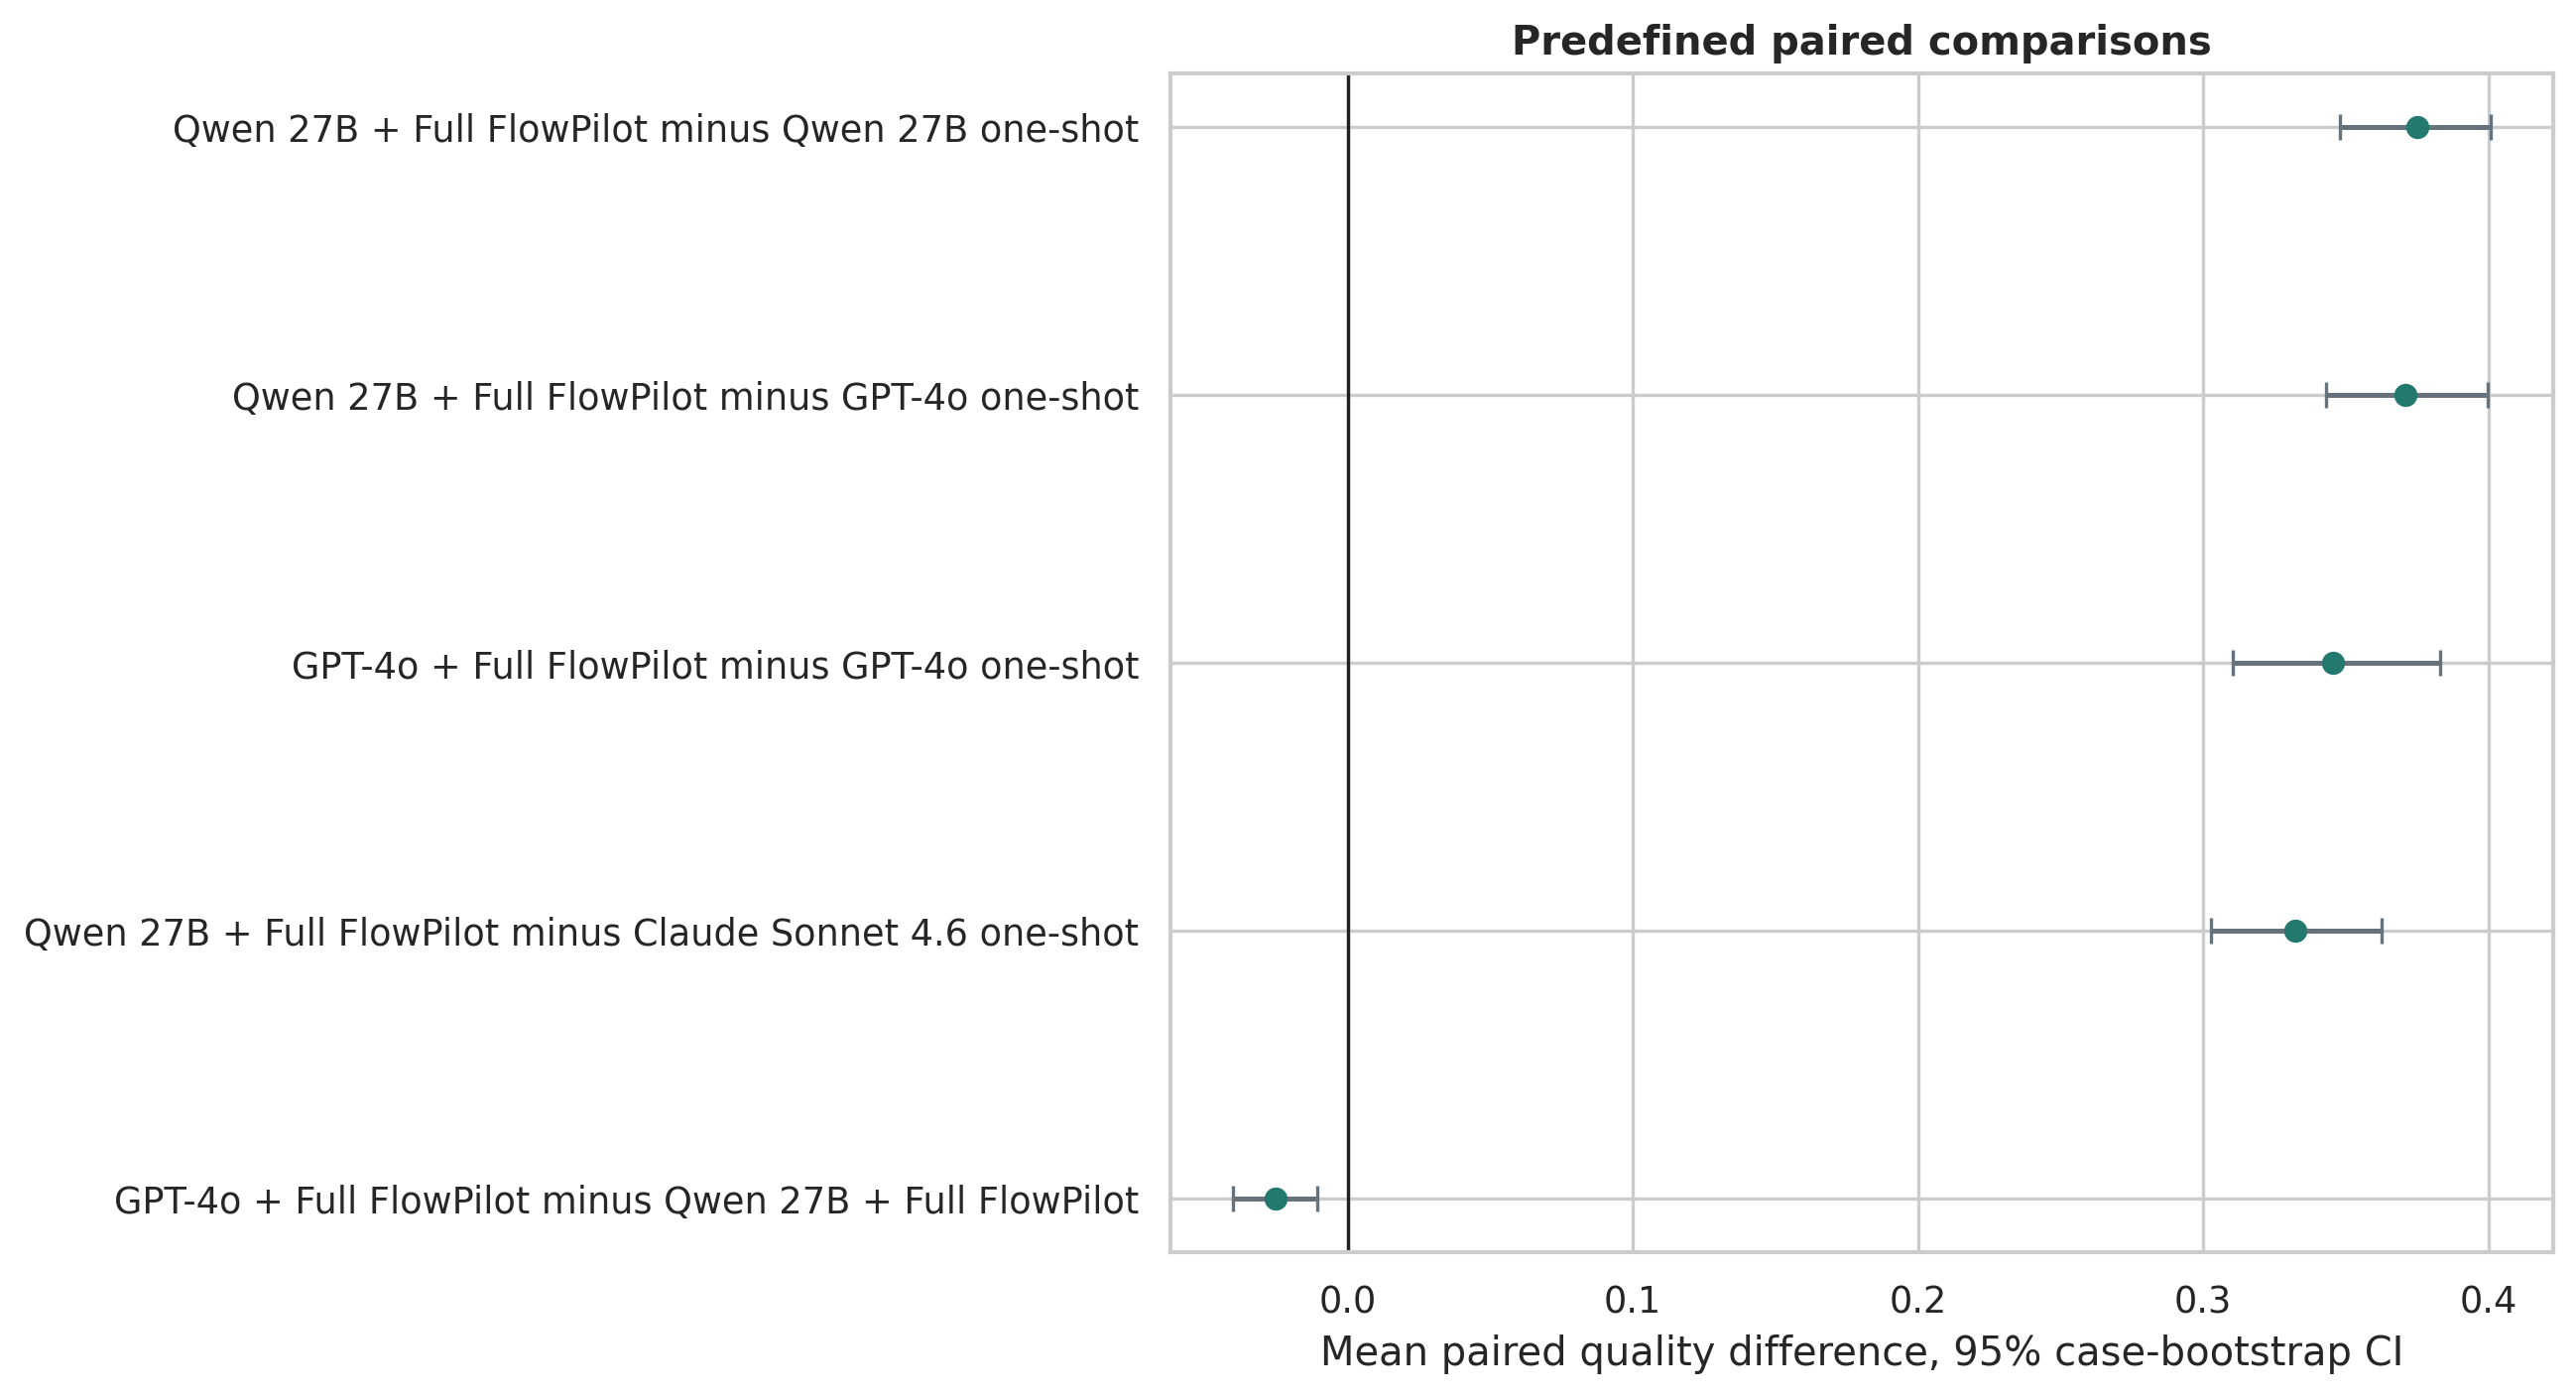 Predefined paired comparisons
Qwen 27B + Full FlowPilot minus Qwen 27B one-shot
Qwen 27B + Full FlowPilot minus GPT-4o one-shot
GPT-4o + Full FlowPilot minus GPT-4o one-shot
Qwen 27B + Full FlowPilot minus Claude Sonnet 4.6 one-shot
GPT-4o + Full FlowPilot minus Qwen 27B + Full FlowPilot
0.0 0.1 0.2 0.3 0.4
Mean paired quality difference, 95% case-bootstrap CI